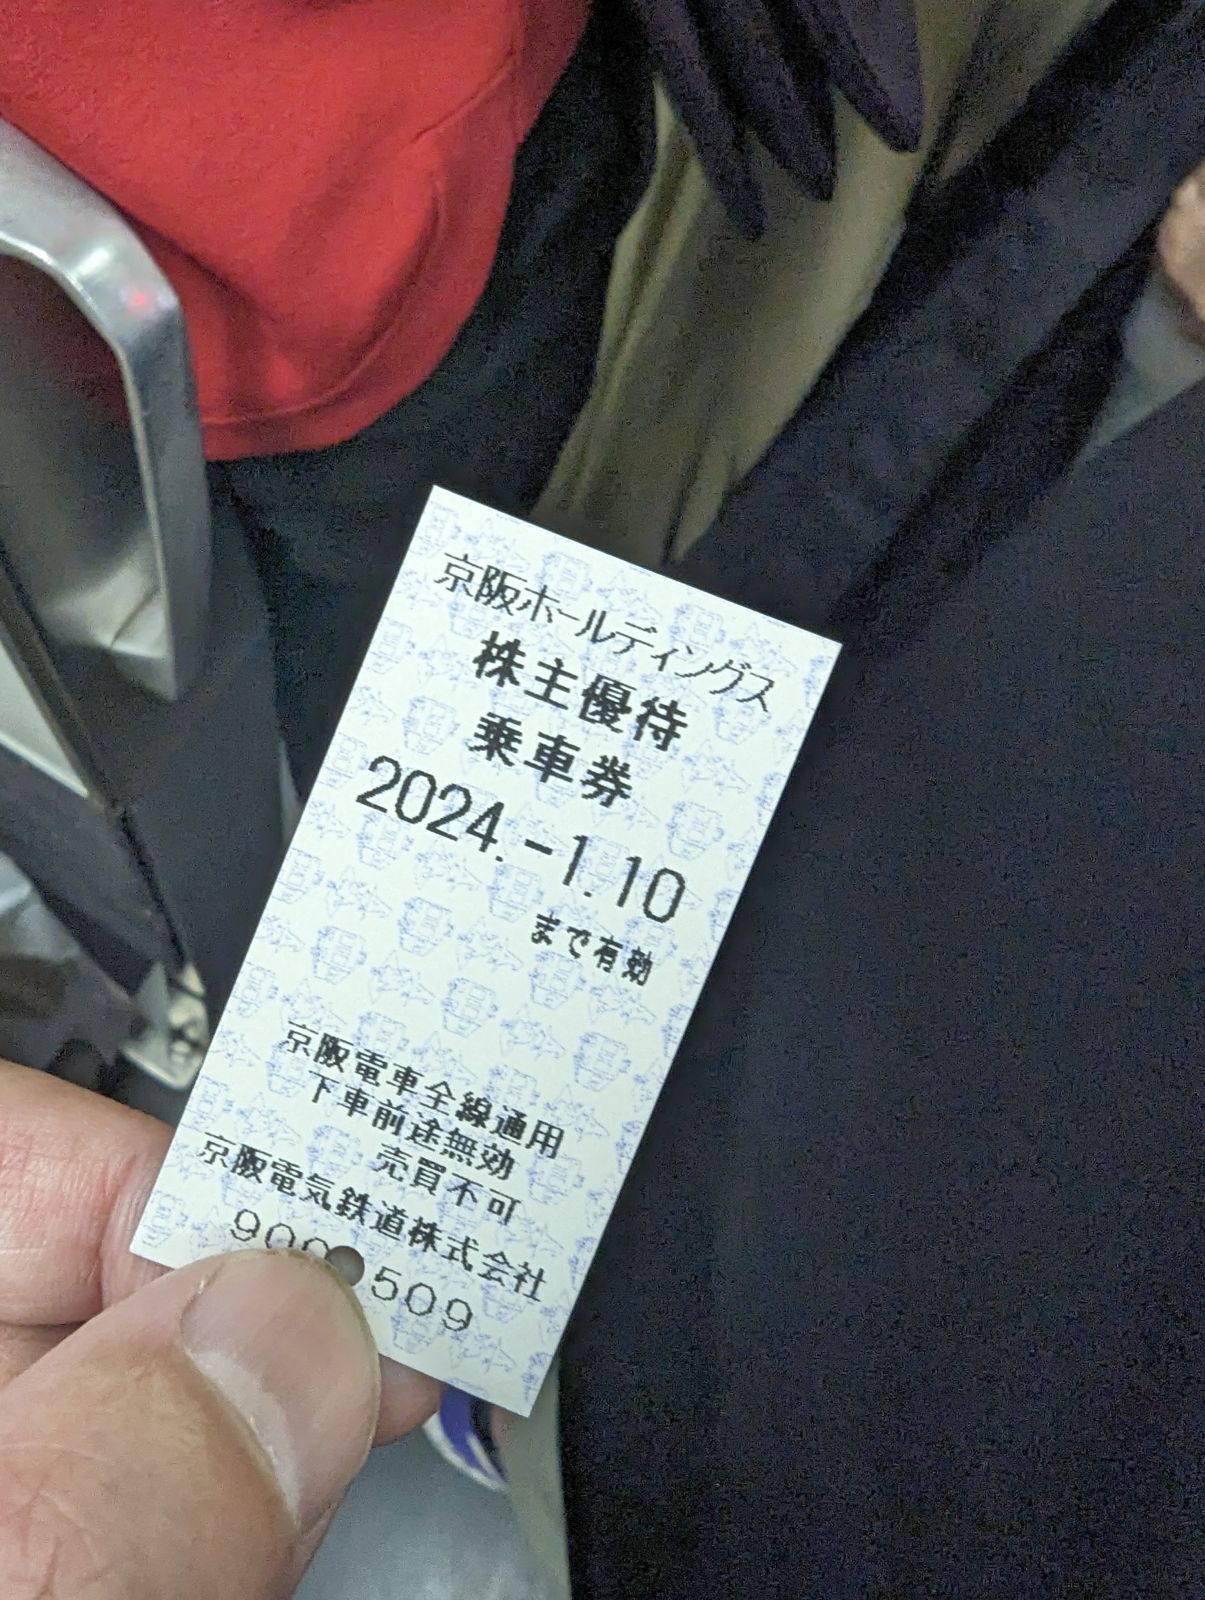 京阪ホールディングス
株主優待
乗車券
2024.-1.10
まで有効
京阪電車全線通用
下車前途無効
売買不可
京阪電気鉄道株式会社
509